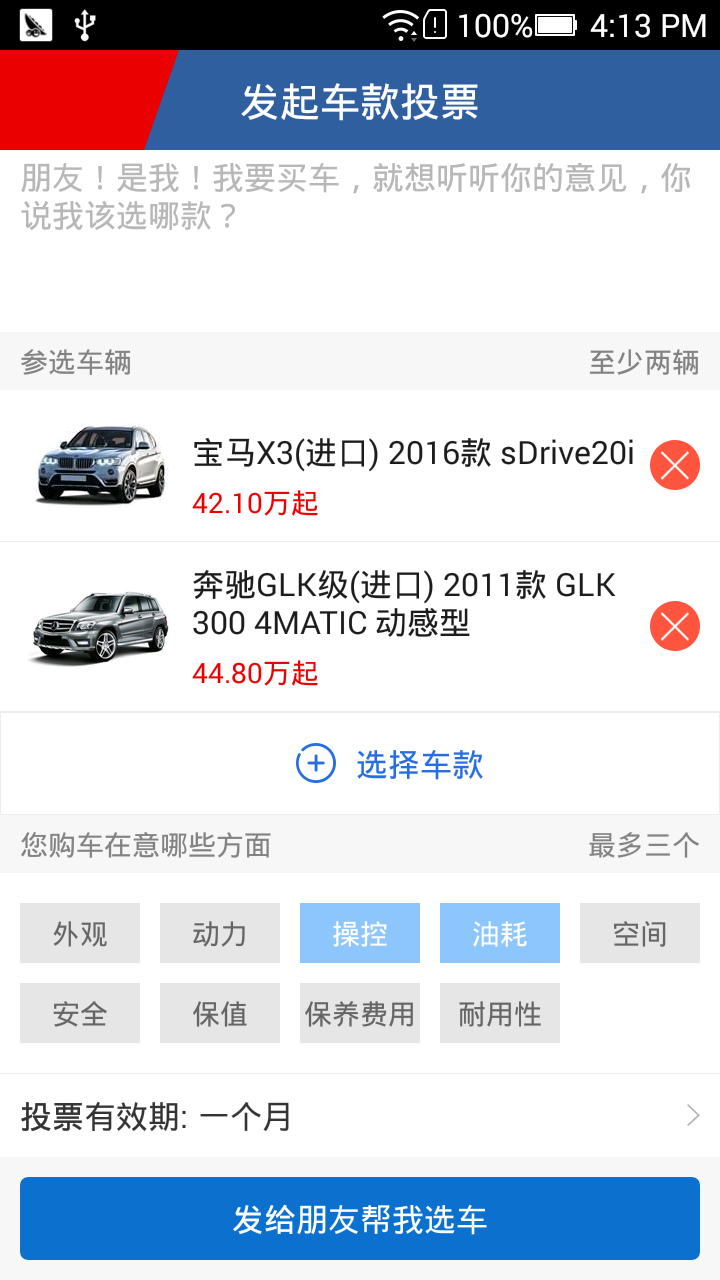 100% 4:13 PM
发起车款投票
朋友！是我！我要买车，就想听听你的意见，你
说我该选哪款？
参选车辆 至少两辆
宝马X3(进口) 2016款 sDrive20i
42.10万起
奔驰GLK级(进口) 2011款 GLK
300 4MATIC 动感型
44.80万起
选择车款
您购车在意哪些方面 最多三个
外观 动力 操控 油耗 空间
安全 保值 保养费用 耐用性
投票有效期: 一个月
发给朋友帮我选车